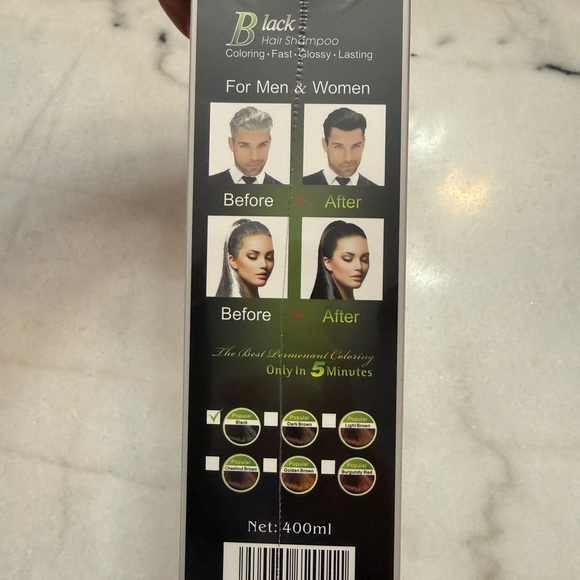 Black
Hair Shampoo
Coloring • Fast • Glossy • Lasting
For Men & Women
Before After
Before After
The Best Permenant Coloring
Only In 5 Minutes
Popular Popular Popular
Black Dark Brown Light Brown
Popular Popular Popular
Chestnut Brown Golden Brown Burgundy Red
Net: 400ml